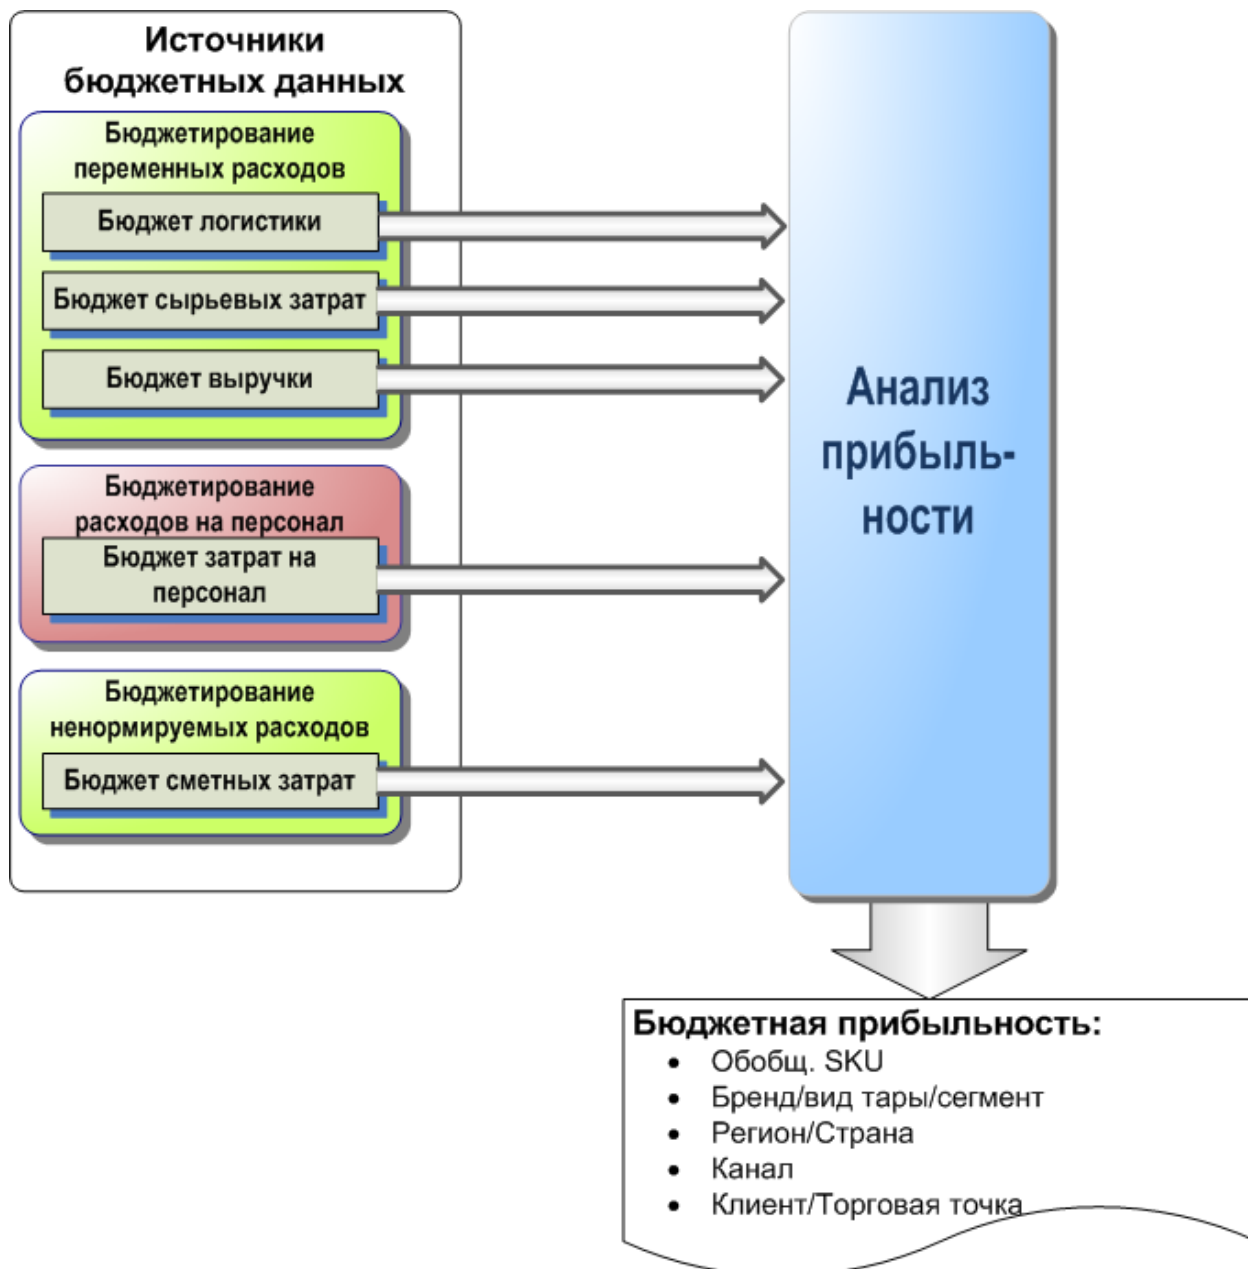 Источники
бюджетных данных
Бюджетирование
переменных расходов
Бюджет логистики
Бюджет сырьевых затрат
Бюджет выручки
Бюджетирование
расходов на персонал
Бюджет затрат на
персонал
Бюджетирование
ненормируемых расходов
Бюджет сметных затрат
Анализ
прибыль-
ности
Бюджетная прибыльность:
• Обобщ. SKU
• Бренд/вид тары/сегмент
• Регион/Страна
• Канал
• Клиент/Торговая точка